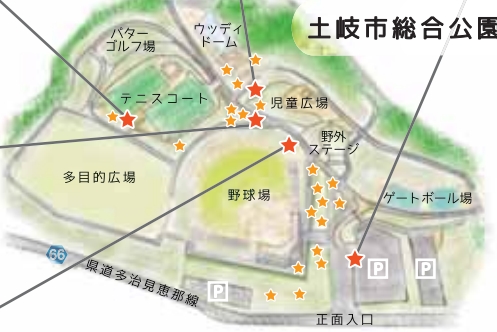 土岐市総合公園
ウッディ
ドーム
パター
ゴルフ場
テニスコート
児童広場
野外
ステージ
多目的広場
野球場
ゲートボール場
66
県道多治見恵那線
P
P
P
正面入口